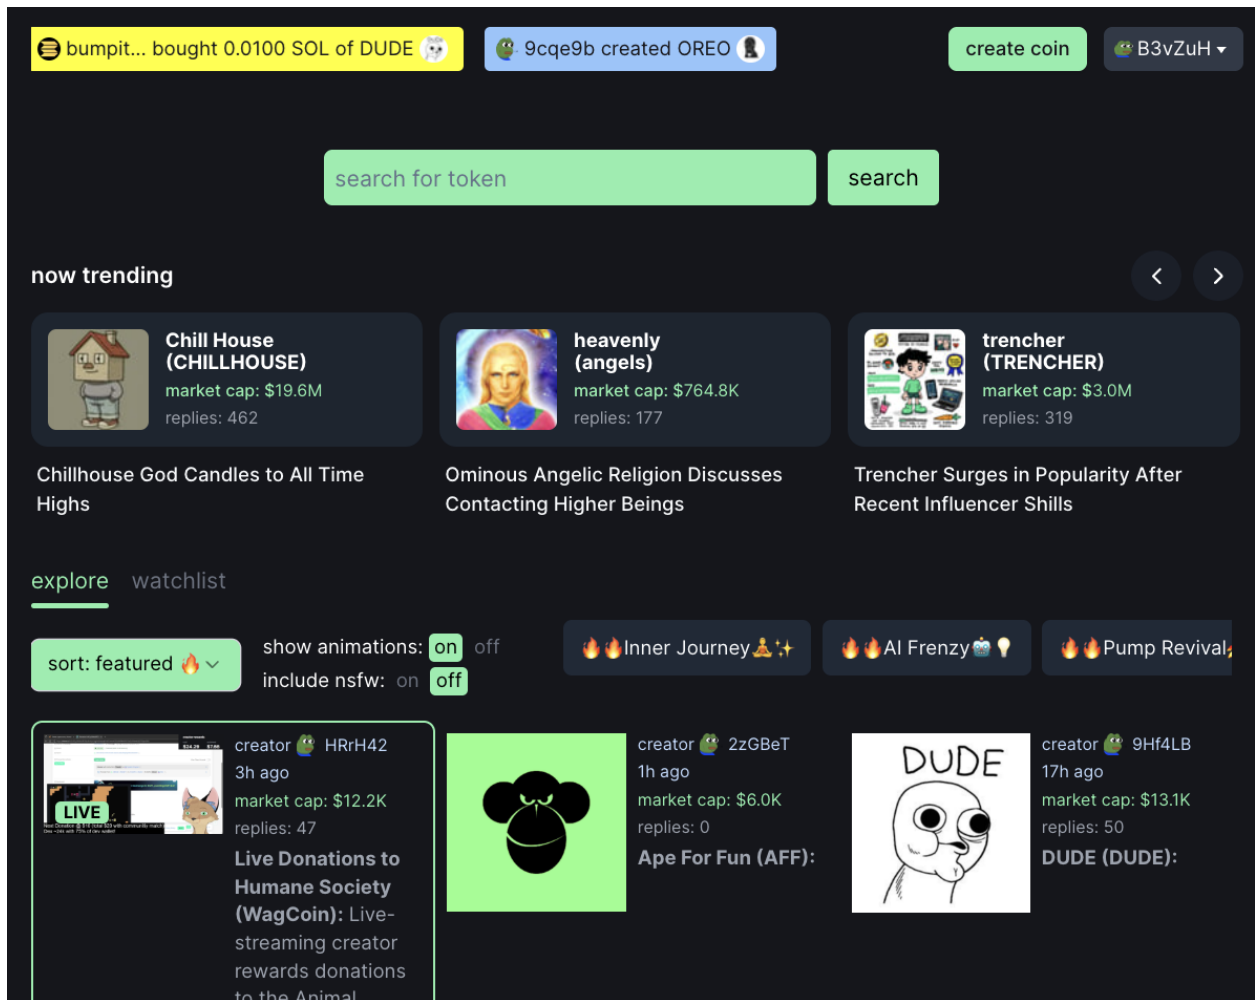 bumpit... bought 0.0100 SOL of DUDE
9cqe9b created OREO
create coin
B3vZuH
search for token
search
now trending
Chill House
(CHILLHOUSE)
market cap: $19.6M
replies: 462
Chillhouse God Candles to All Time
Highs
heavenly
(angels)
market cap: $764.8K
replies: 177
Ominous Angelic Religion Discusses
Contacting Higher Beings
trencher
(TRENCHER)
market cap: $3.0M
replies: 319
Trencher Surges in Popularity After
Recent Influencer Shills
explore
watchlist
sort: featured 🔥
show animations: on off
include nsfw: on off
🔥🔥Inner Journey🧘✨
🔥🔥AI Frenzy🤖💡
🔥🔥Pump Revival
LIVE
creator HRrH42
3h ago
market cap: $12.2K
replies: 47
Live Donations to
Humane Society
(WagCoin): Live-
streaming creator
rewards donations
to the Animal
creator 2zGBeT
1h ago
market cap: $6.0K
replies: 0
Ape For Fun (AFF):
DUDE
creator 9Hf4LB
17h ago
market cap: $13.1K
replies: 50
DUDE (DUDE):